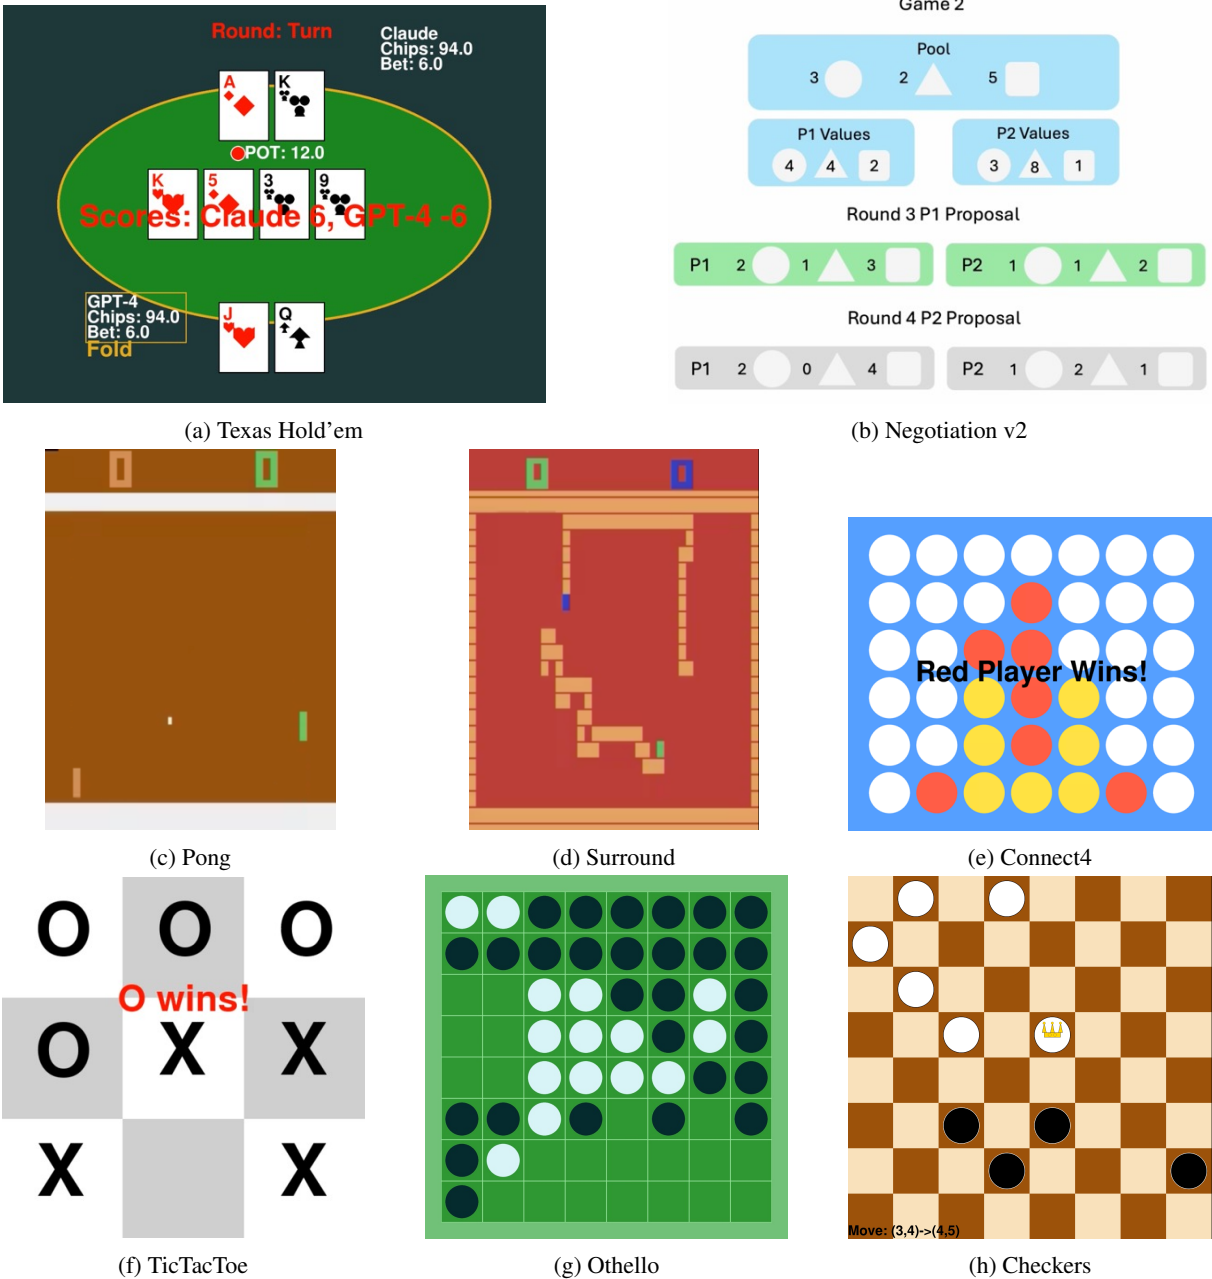 Round: Turn
Claude
Chips: 94.0
Bet: 6.0
A K
POT: 12.0
K 5 3 9
Scores: Claude 6, GPT-4 -6
GPT-4
Chips: 94.0
Bet: 6.0
Fold
J Q
(a) Texas Hold'em
Game 2
Pool
3 2 5
P1 Values
4 4 2
P2 Values
3 8 1
Round 3 P1 Proposal
P1 2 1 3
P2 1 1 2
Round 4 P2 Proposal
P1 2 0 4
P2 1 2 1
(b) Negotiation v2
0 0
(c) Pong
0 0
(d) Surround
Red Player Wins!
(e) Connect4
O O O
O wins!
O X X
X X
(f) TicTacToe
(g) Othello
Move: (3,4)->(4,5)
(h) Checkers